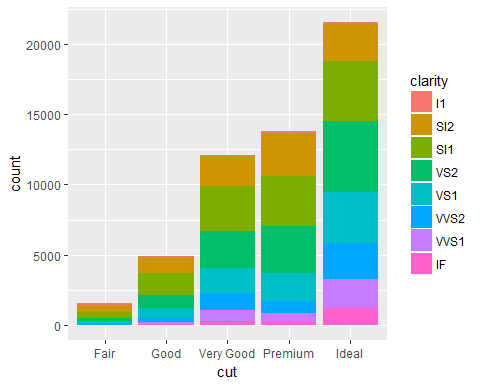 count
20000
15000
10000
5000
0
Fair
Good
Very Good
Premium
Ideal
cut
clarity
I1
SI2
SI1
VS2
VS1
VVS2
VVS1
IF